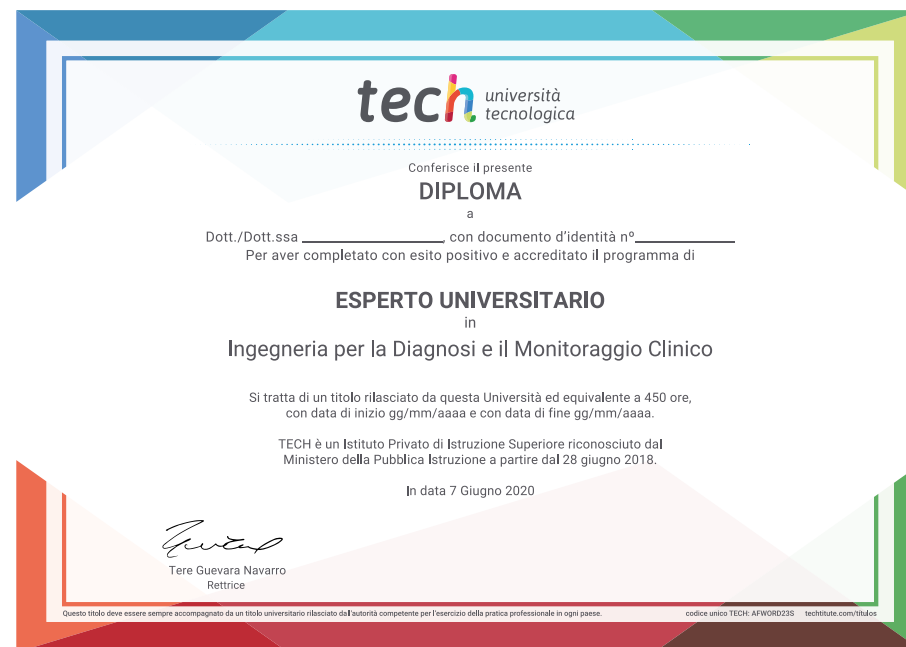 tech università
tecnologica
Conferisce il presente
DIPLOMA
a
Dott./Dott.ssa ____________________, con documento d'identità nº______________
Per aver completato con esito positivo e accreditato il programma di
ESPERTO UNIVERSITARIO
in
Ingegneria per la Diagnosi e il Monitoraggio Clinico
Si tratta di un titolo rilasciato da questa Università ed equivalente a 450 ore,
con data di inizio gg/mm/aaaa e con data di fine gg/mm/aaaa.
TECH è un Istituto Privato di Istruzione Superiore riconosciuto dal
Ministero della Pubblica Istruzione a partire dal 28 giugno 2018.
In data 7 Giugno 2020
Tere Guevara Navarro
Rettrice
Questo titolo deve essere sempre accompagnato da un titolo universitario rilasciato dall'autorità competente per l'esercizio della pratica professionale in ogni paese. codice unico TECH: AFWORD23S techtitute.com/titulos